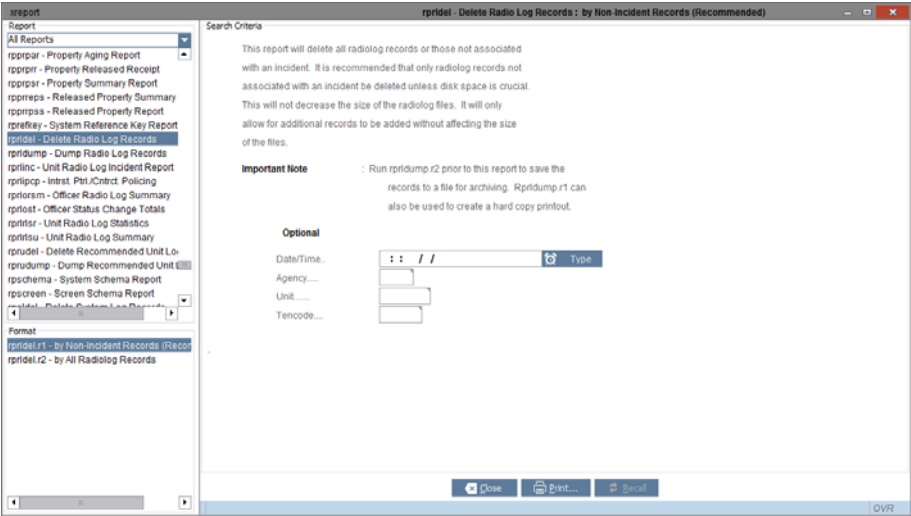 xreport
rprldel - Delete Radio Log Records : by Non-Incident Records (Recommended)
Report
All Reports
rpprpar - Property Aging Report
rpprprr - Property Released Receipt
rpprpsr - Property Summary Report
rpprreps - Released Property Summary
rpprrpss - Released Property Report
rprefkey - System Reference Key Report
rprldel - Delete Radio Log Records
rprldump - Dump Radio Log Records
rprlinc - Unit Radio Log Incident Report
rprlipcp - Intrst. Ptrl./Cntrct. Policing
rprlorsm - Officer Radio Log Summary
rprlost - Officer Status Change Totals
rprlrlsr - Unit Radio Log Statistics
rprlrlsu - Unit Radio Log Summary
rprudel - Delete Recommended Unit Lo
rprudump - Dump Recommended Unit
rpschema - System Schema Report
rpscreen - Screen Schema Report
Format
rprldel.r1 - by Non-Incident Records (Recor
rprldel.r2 - by All Radiolog Records
Search Criteria
This report will delete all radiolog records or those not associated
with an incident. It is recommended that only radiolog records not
associated with an incident be deleted unless disk space is crucial.
This will not decrease the size of the radiolog files. It will only
allow for additional records to be added without affecting the size
of the files.
Important Note : Run rprldump.r2 prior to this report to save the
records to a file for archiving. Rprldump.r1 can
also be used to create a hard copy printout.
Optional
Date/Time.. : : / / Type
Agency.....
Unit.......
Tencode....
Close Print... Recall
OVR